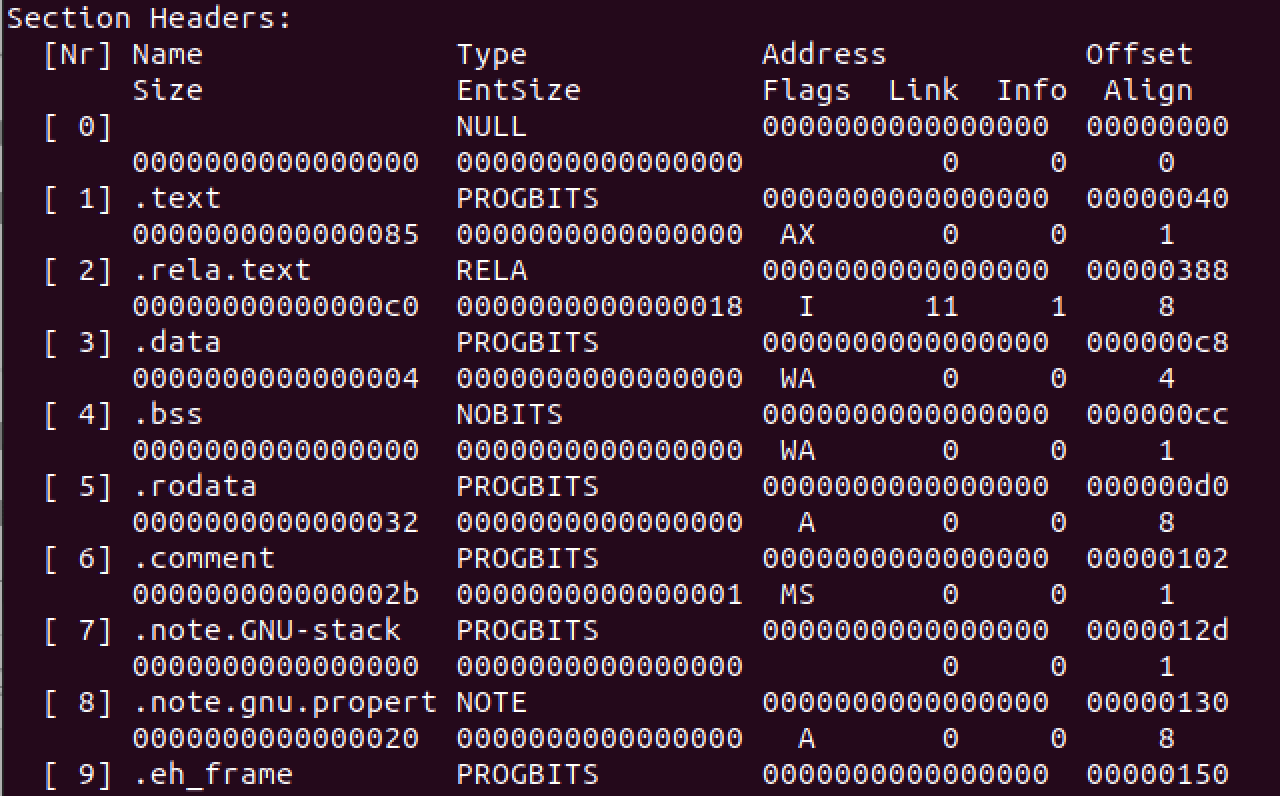 Section Headers:
  [Nr] Name              Type             Address           Offset
       Size              EntSize          Flags  Link  Info  Align
  [ 0]                   NULL             0000000000000000  00000000
       0000000000000000  0000000000000000           0     0     0
  [ 1] .text             PROGBITS         0000000000000000  00000040
       0000000000000085  0000000000000000  AX       0     0     1
  [ 2] .rela.text        RELA             0000000000000000  00000388
       00000000000000c0  0000000000000018   I      11     1     8
  [ 3] .data             PROGBITS         0000000000000000  000000c8
       0000000000000004  0000000000000000  WA       0     0     4
  [ 4] .bss              NOBITS           0000000000000000  000000cc
       0000000000000000  0000000000000000  WA       0     0     1
  [ 5] .rodata           PROGBITS         0000000000000000  000000d0
       0000000000000032  0000000000000000   A       0     0     8
  [ 6] .comment          PROGBITS         0000000000000000  00000102
       000000000000002b  0000000000000001  MS       0     0     1
  [ 7] .note.GNU-stack   PROGBITS         0000000000000000  0000012d
       0000000000000000  0000000000000000           0     0     1
  [ 8] .note.gnu.propert NOTE             0000000000000000  00000130
       0000000000000020  0000000000000000   A       0     0     8
  [ 9] .eh_frame         PROGBITS         0000000000000000  00000150